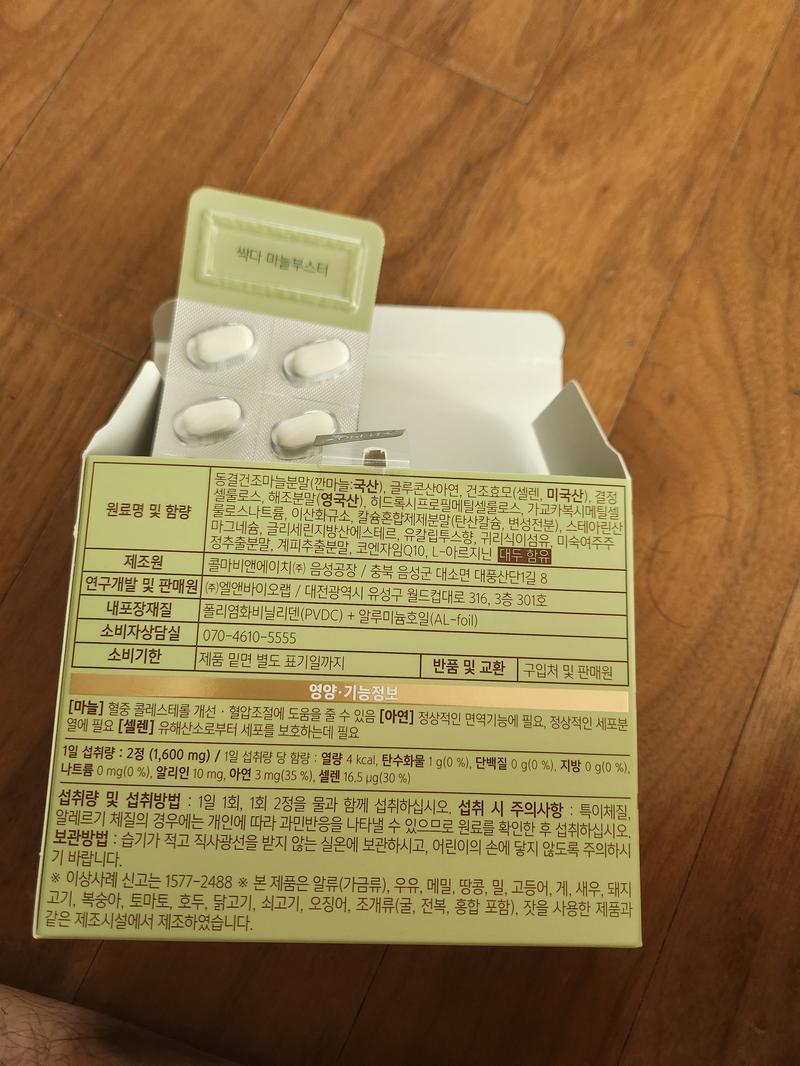 싹다 마늘부스터
원료명 및 함량
동결건조마늘분말(깐마늘:국산), 글루콘산아연, 건조효모(셀렌, 미국산), 결정
셀룰로스, 해조분말(영국산), 히드록시프로필메틸셀룰로스, 가교카복시메틸셀
룰로스나트륨, 이산화규소, 칼슘혼합제제분말(탄산칼슘, 변성전분), 스테아린산
마그네슘, 글리세린지방산에스테르, 유칼립투스향, 귀리식이섬유, 미숙여주주
정추출분말, 계피추출분말, 코엔자임Q10, L-아르지닌 대두 함유
제조원 콜마비앤에이치㈜ 음성공장 / 충북 음성군 대소면 대풍산단1길 8
연구개발 및 판매원 ㈜엘앤바이오랩 / 대전광역시 유성구 월드컵대로 316, 3층 301호
내포장재질 폴리염화비닐리덴(PVDC) + 알루미늄호일(AL-foil)
소비자상담실 070-4610-5555
소비기한 제품 밑면 별도 표기일까지 반품 및 교환 구입처 및 판매원
영양·기능정보
[마늘] 혈중 콜레스테롤 개선 · 혈압조절에 도움을 줄 수 있음 [아연] 정상적인 면역기능에 필요, 정상적인 세포분
열에 필요 [셀렌] 유해산소로부터 세포를 보호하는데 필요
1일 섭취량 : 2정 (1,600 mg) / 1일 섭취량 당 함량 : 열량 4 kcal, 탄수화물 1 g(0 %), 단백질 0 g(0 %), 지방 0 g(0 %),
나트륨 0 mg(0 %), 알리인 10 mg, 아연 3 mg(35 %), 셀렌 16.5 μg(30 %)
섭취량 및 섭취방법 : 1일 1회, 1회 2정을 물과 함께 섭취하십시오. 섭취 시 주의사항 : 특이체질,
알레르기 체질의 경우에는 개인에 따라 과민반응을 나타낼 수 있으므로 원료를 확인한 후 섭취하십시오.
보관방법 : 습기가 적고 직사광선을 받지 않는 실온에 보관하시고, 어린이의 손에 닿지 않도록 주의하시
기 바랍니다.
※ 이상사례 신고는 1577-2488 ※ 본 제품은 알류(가금류), 우유, 메밀, 땅콩, 밀, 고등어, 게, 새우, 돼지
고기, 복숭아, 토마토, 호두, 닭고기, 쇠고기, 오징어, 조개류(굴, 전복, 홍합 포함), 잣을 사용한 제품과
같은 제조시설에서 제조하였습니다.